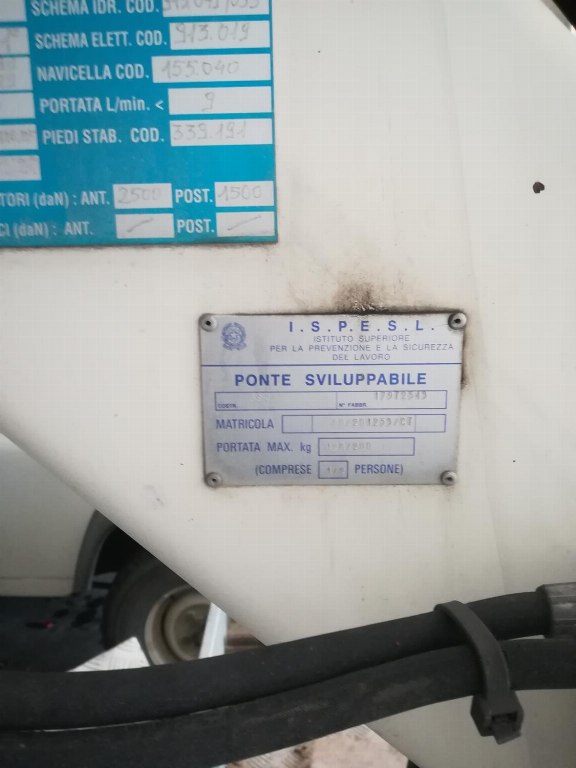 SCHEMA IDR. COD.
1° SCHEMA ELETT. COD. 913.019
NAVICELLA COD. 155.040
PORTATA L/min. < 9
PIEDI STAB. COD. 339.191
TORI (daN) : ANT. 2500 POST. 1500
CI (daN) : ANT. — POST. —
I.S.P.E.S.L.
ISTITUTO SUPERIORE
PER LA PREVENZIONE E LA SICUREZZA
DEL LAVORO
PONTE SVILUPPABILE
COSTR. N° FABBR.
MATRICOLA
PORTATA MAX. kg
(COMPRESE PERSONE)